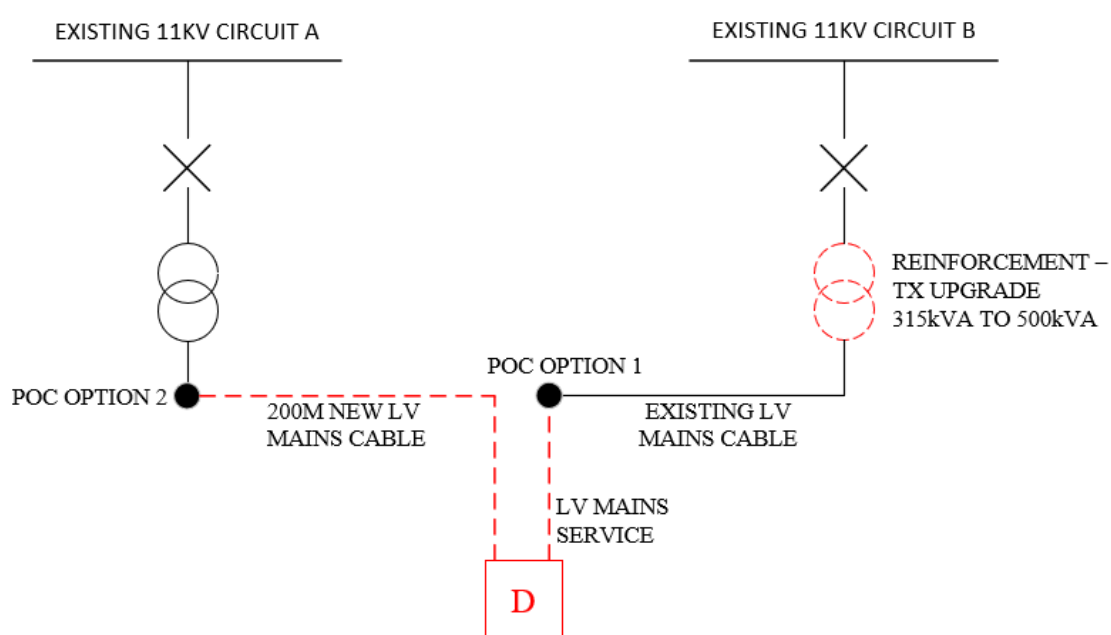 EXISTING 11KV CIRCUIT A
EXISTING 11KV CIRCUIT B
REINFORCEMENT –
TX UPGRADE
315kVA TO 500kVA
POC OPTION 1
POC OPTION 2
200M NEW LV
MAINS CABLE
EXISTING LV
MAINS CABLE
LV MAINS
SERVICE
D